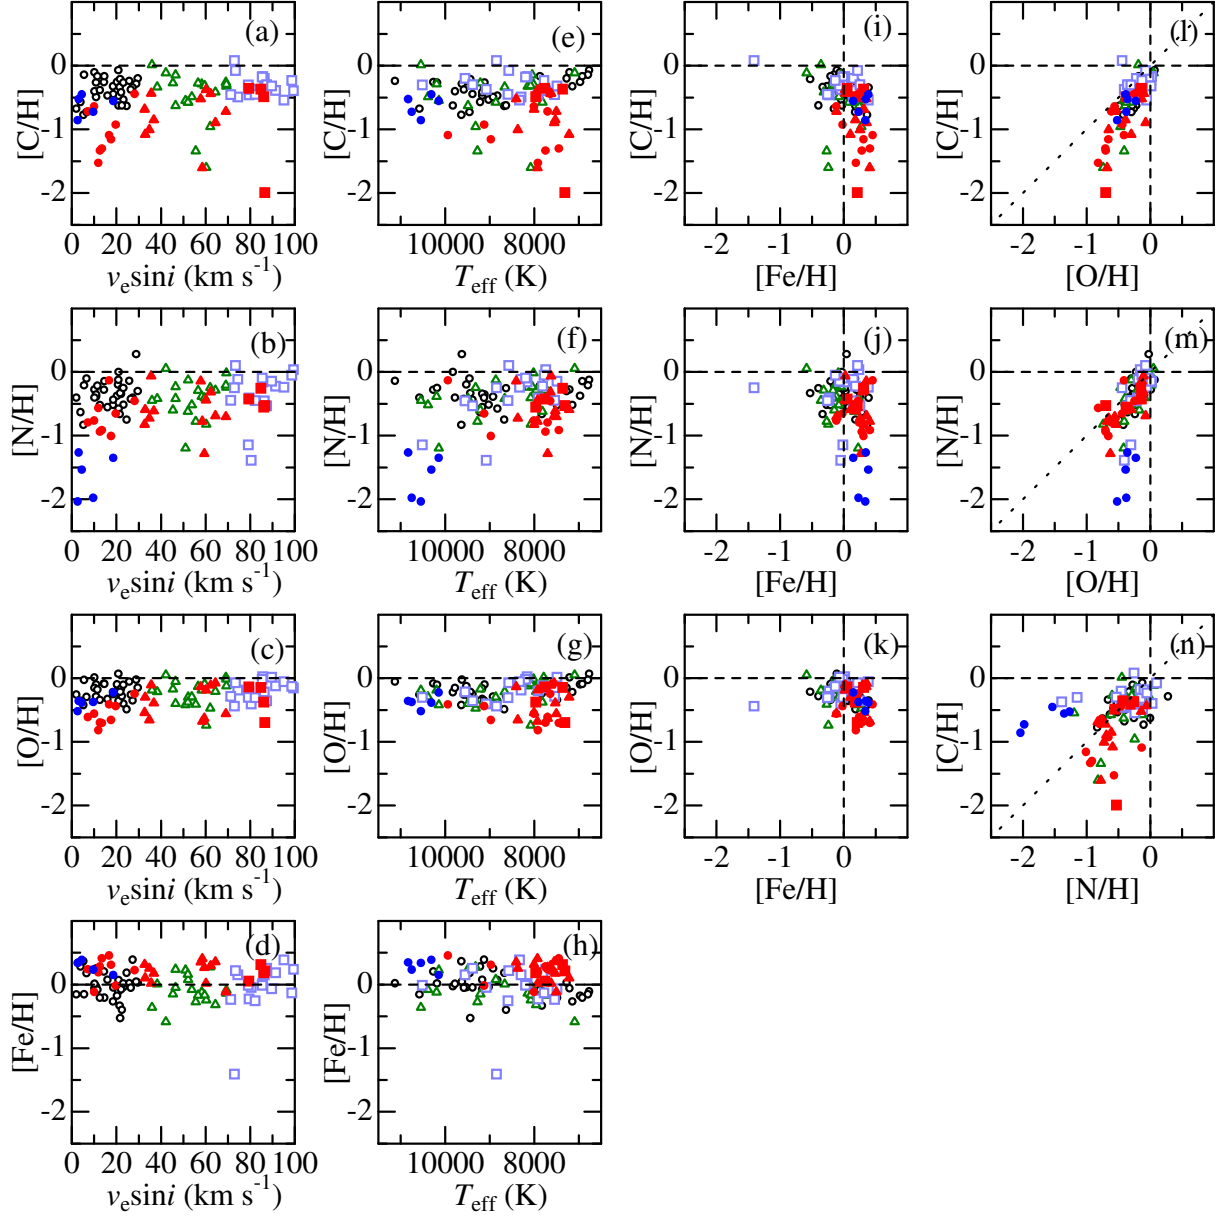 (a) (e) (i) (l)
0 0 0 0
[C/H] [C/H] [C/H] [C/H]
-1 -1 -1 -1
-2 -2 -2 -2
0 20 40 60 80 100 10000 8000 -2 -1 0 -2 -1 0
vₑsini (km s⁻¹) T_eff (K) [Fe/H] [O/H]
(b) (f) (j) (m)
0 0 0 0
[N/H] [N/H] [N/H] [N/H]
-1 -1 -1 -1
-2 -2 -2 -2
0 20 40 60 80 100 10000 8000 -2 -1 0 -2 -1 0
vₑsini (km s⁻¹) T_eff (K) [Fe/H] [O/H]
(c) (g) (k) (n)
0 0 0 0
[O/H] [O/H] [O/H] [C/H]
-1 -1 -1 -1
-2 -2 -2 -2
0 20 40 60 80 100 10000 8000 -2 -1 0 -2 -1 0
vₑsini (km s⁻¹) T_eff (K) [Fe/H] [N/H]
(d) (h)
0 0
[Fe/H] [Fe/H]
-1 -1
-2 -2
0 20 40 60 80 100 10000 8000
vₑsini (km s⁻¹) T_eff (K)